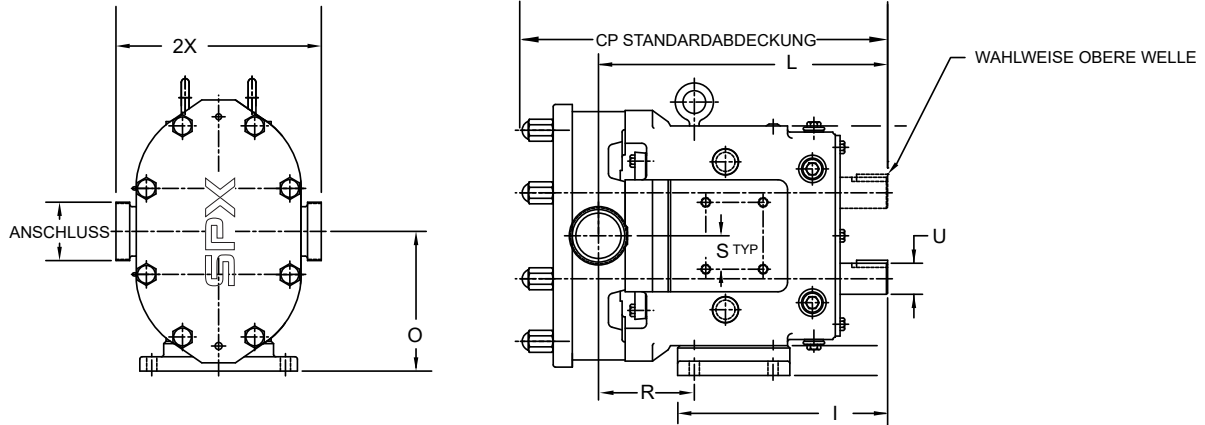 2X
CP STANDARDABDECKUNG
L
WAHLWEISE OBERE WELLE
SPX
ANSCHLUSS
O
S TYP
U
R
I